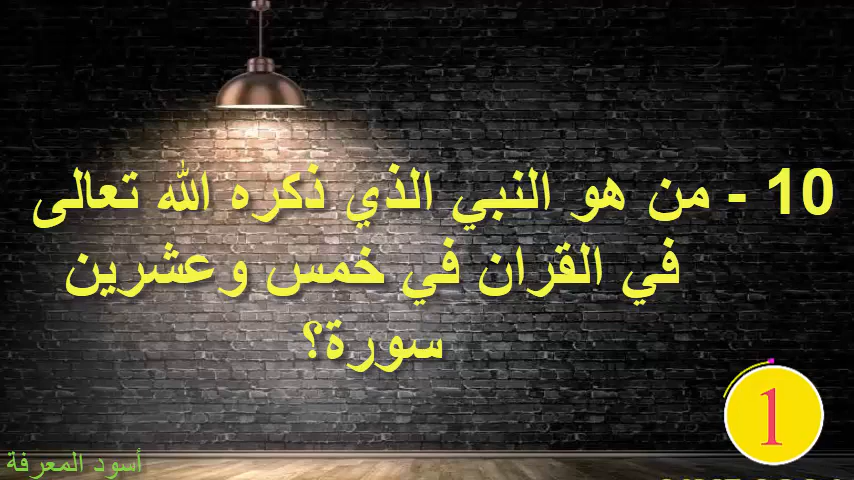 10 - من هو النبي الذي ذكره الله تعالى
في القران في خمس وعشرين
سورة؟
1
أسود المعرفة